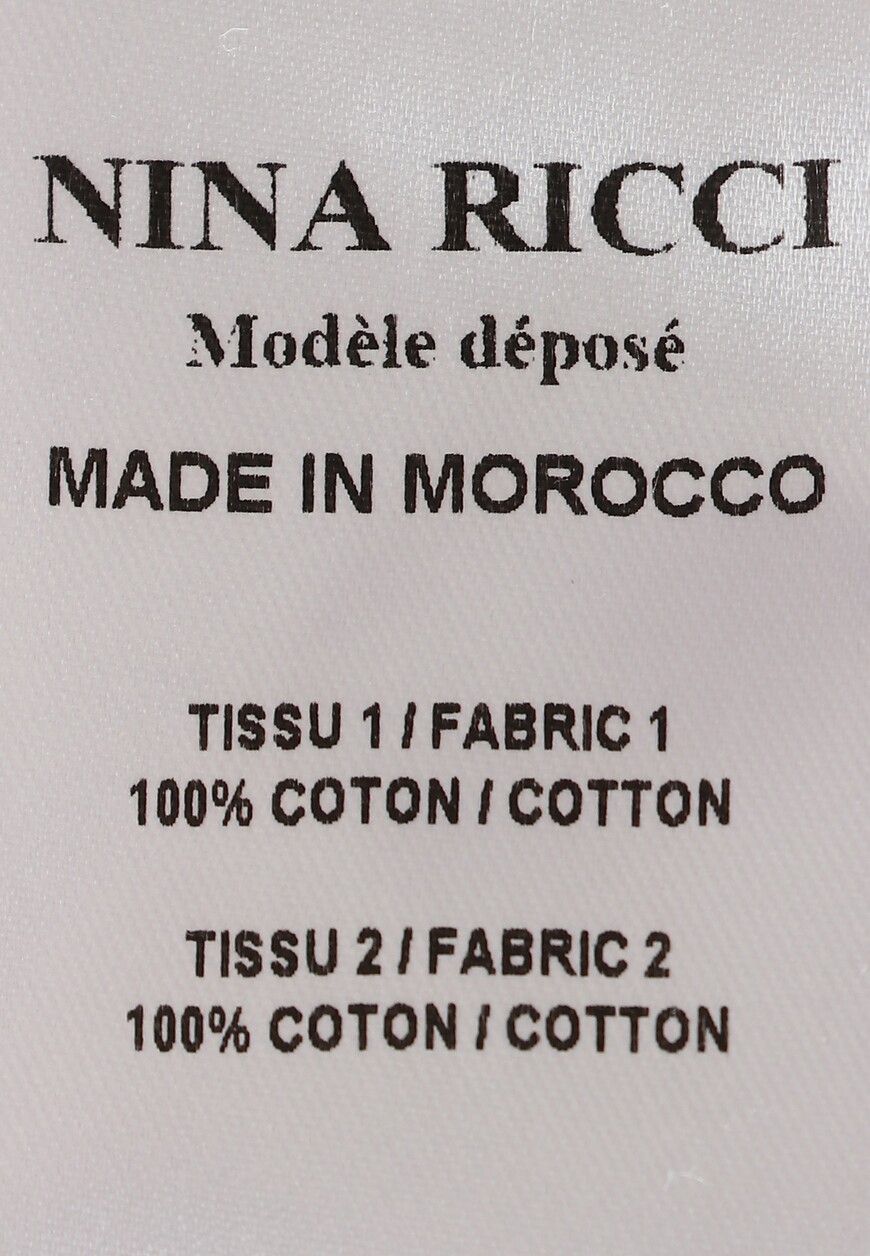 NINA RICCI
Modèle déposé
MADE IN MOROCCO
TISSU 1 / FABRIC 1
100% COTON / COTTON
TISSU 2 / FABRIC 2
100% COTON / COTTON